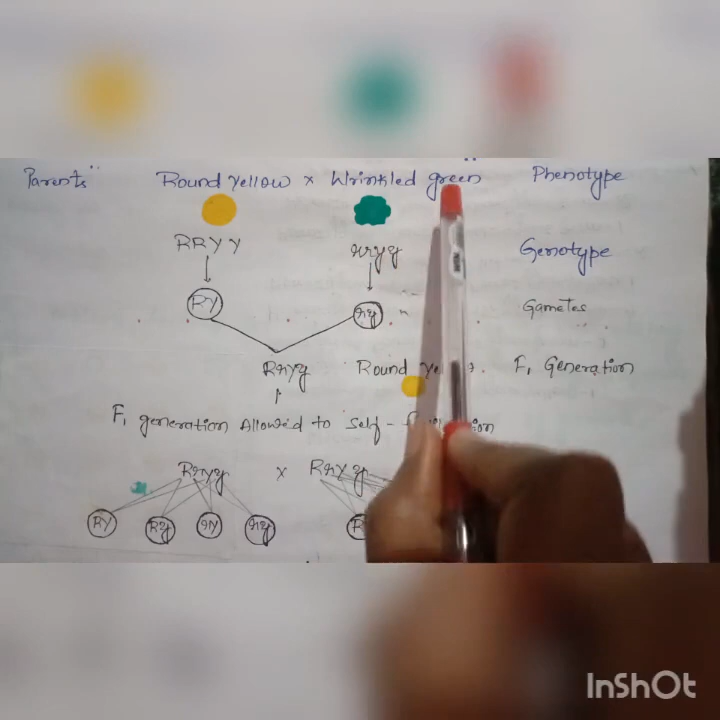 Parents Round yellow × Wrinkled green Phenotype
RRYY rryy Genotype
RY ry Gametes
RrYy Round F₁ Generation
F₁ generation Allowed to Self-
RrYy × RrYy
RY Ry rY ry
InShOt